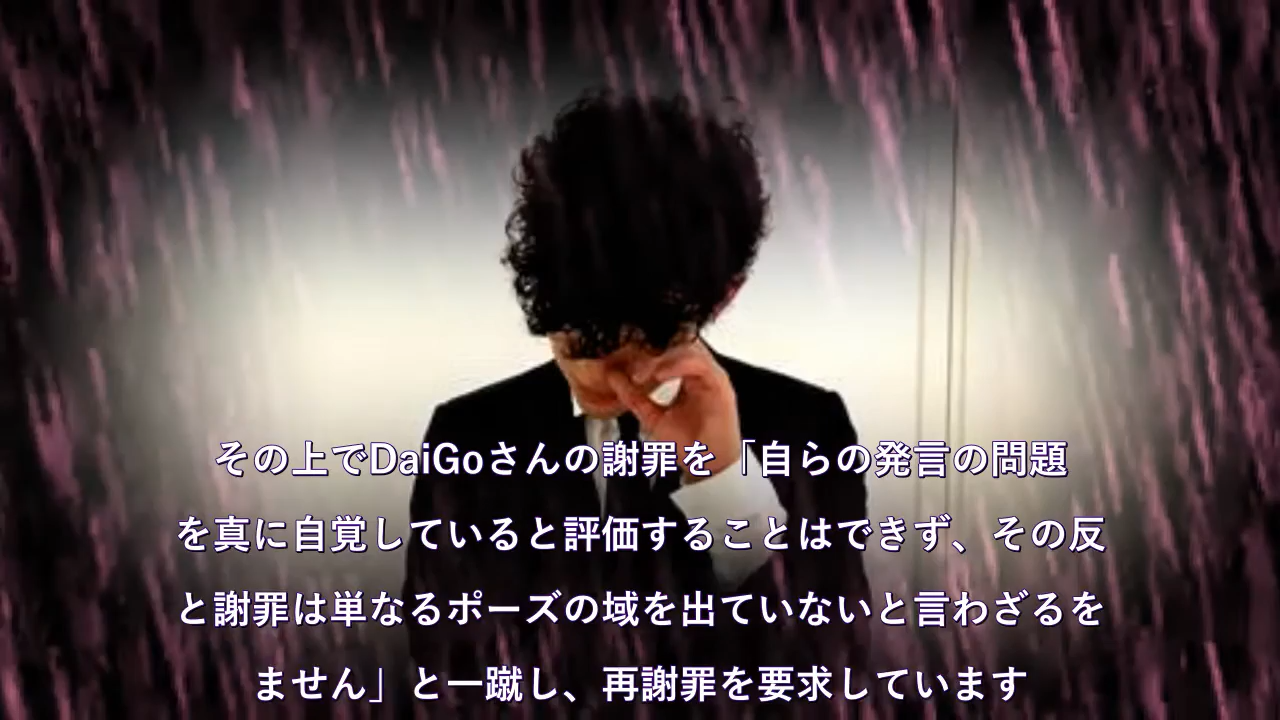 その上でDaiGoさんの謝罪を「自らの発言の問題
を真に自覚していると評価することはできず、その反
と謝罪は単なるポーズの域を出ていないと言わざるを
ません」と一蹴し、再謝罪を要求しています